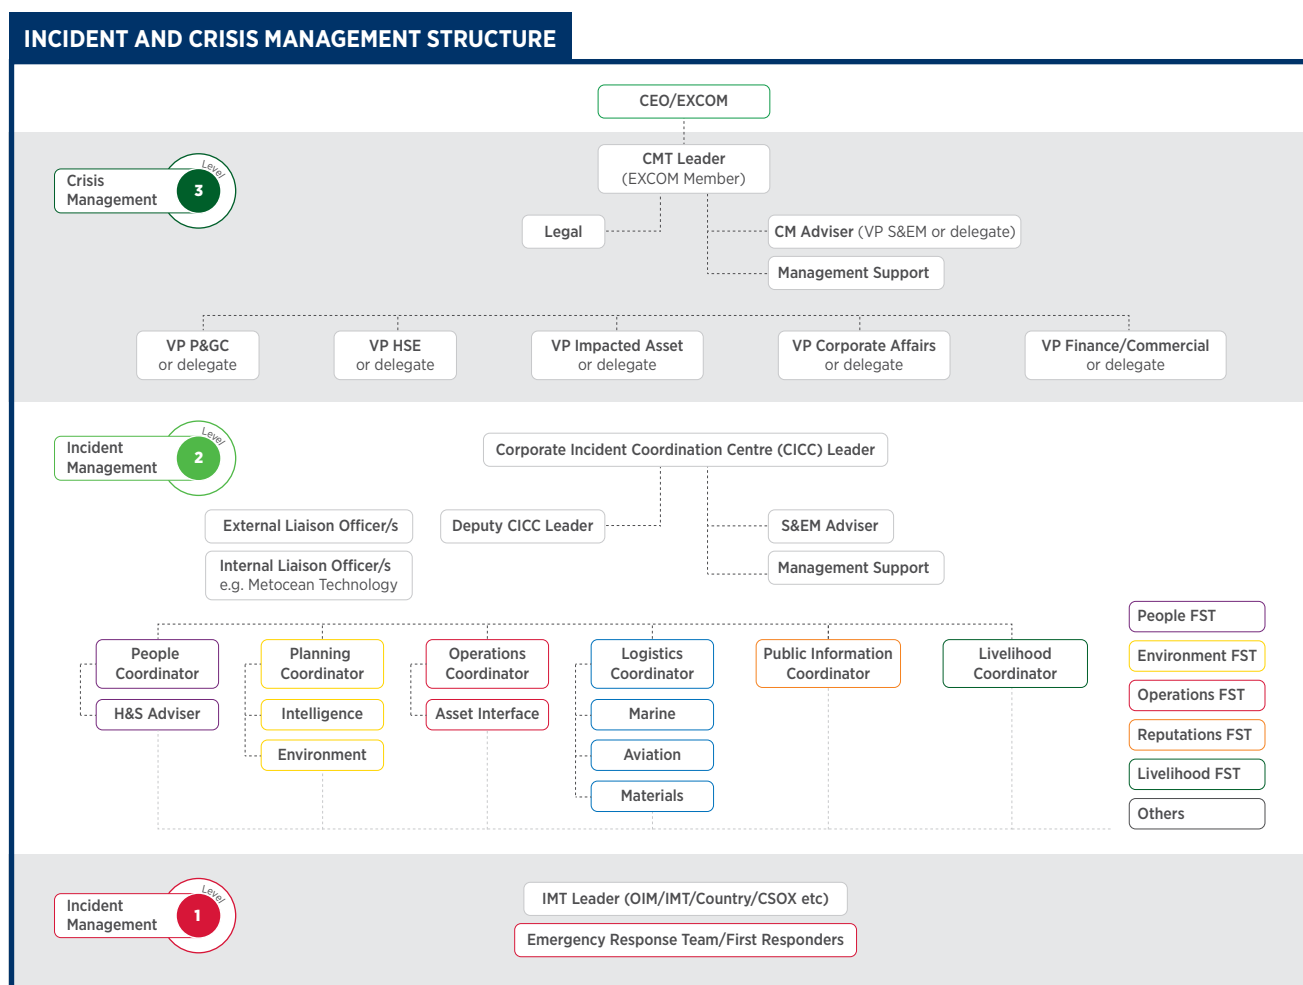 INCIDENT AND CRISIS MANAGEMENT STRUCTURE
CEO/EXCOM
Level
3
Crisis
Management
CMT Leader
(EXCOM Member)
Legal
CM Adviser (VP S&EM or delegate)
Management Support
VP P&GC
or delegate
VP HSE
or delegate
VP Impacted Asset
or delegate
VP Corporate Affairs
or delegate
VP Finance/Commercial
or delegate
Level
2
Incident
Management
Corporate Incident Coordination Centre (CICC) Leader
External Liaison Officer/s
Deputy CICC Leader
S&EM Adviser
Internal Liaison Officer/s
e.g. Metocean Technology
Management Support
People
Coordinator
H&S Adviser
Planning
Coordinator
Intelligence
Environment
Operations
Coordinator
Asset Interface
Logistics
Coordinator
Marine
Aviation
Materials
Public Information
Coordinator
Livelihood
Coordinator
People FST
Environment FST
Operations FST
Reputations FST
Livelihood FST
Others
Level
1
Incident
Management
IMT Leader (OIM/IMT/Country/CSOX etc)
Emergency Response Team/First Responders